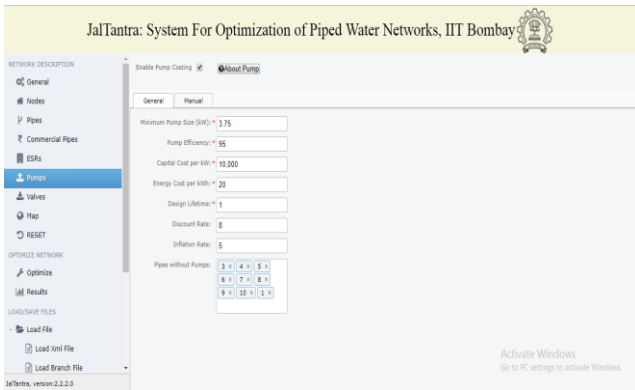 JalTantra: System For Optimization of Piped Water Networks, IIT Bombay
NETWORK DESCRIPTION
General
Nodes
Pipes
Commercial Pipes
ESRs
Pumps
Valves
Map
RESET
OPTIMIZE NETWORK
Optimize
Results
LOAD/SAVE FILES
- Load File
Load Xml File
Load Branch File
JalTantra, version:2.2.2.0
Enable Pump Costing
About Pump
General Manual
Minimum Pump Size (kW):* 3.75
Pump Efficiency:* 95
Capital Cost per kW:* 10,000
Energy Cost per kWh:* 20
Design Lifetime:* 1
Discount Rate: 8
Inflation Rate: 5
Pipes without Pumps: 3 x 4 x 5 x
6 x 7 x 8 x
9 x 10 x 1 x
Activate Windows
Go to PC settings to activate Windows.